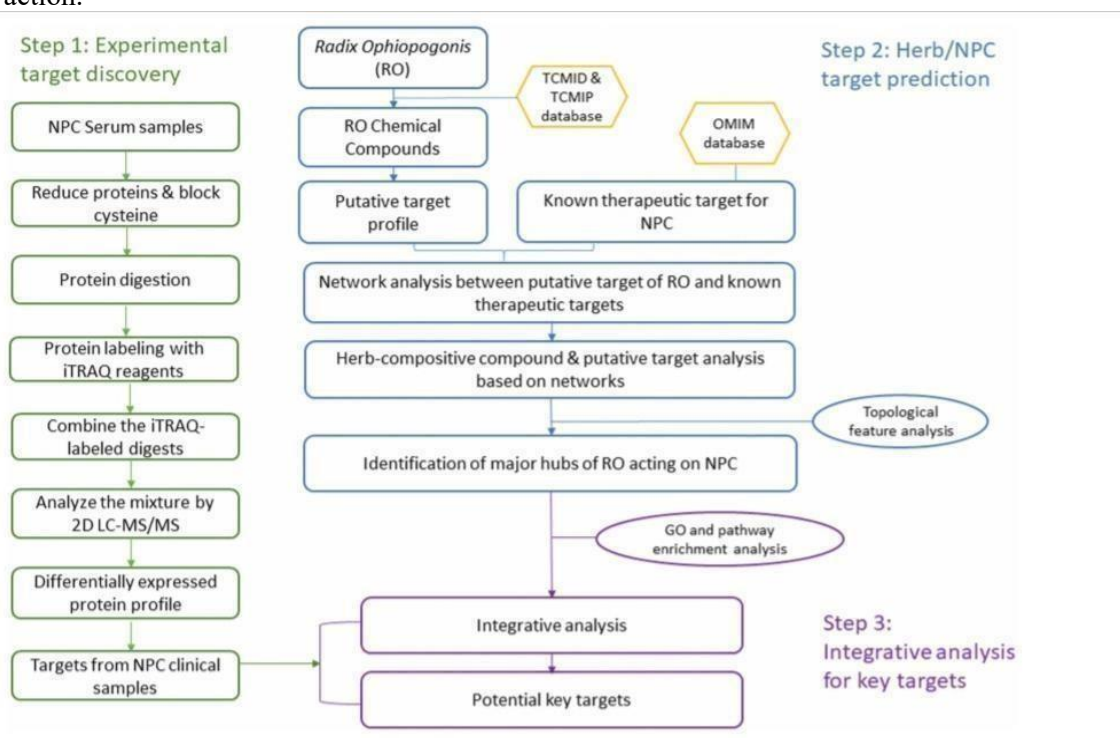 action.
Step 1: Experimental
target discovery
NPC Serum samples
Reduce proteins & block
cysteine
Protein digestion
Protein labeling with
iTRAQ reagents
Combine the iTRAQ-
labeled digests
Analyze the mixture by
2D LC-MS/MS
Differentially expressed
protein profile
Targets from NPC clinical
samples
Step 2: Herb/NPC
target prediction
Radix Ophiopogonis
(RO)
TCMID &
TCMIP
database
RO Chemical
Compounds
OMIM
database
Putative target
profile
Known therapeutic target for
NPC
Network analysis between putative target of RO and known
therapeutic targets
Herb-compositive compound & putative target analysis
based on networks
Topological
feature analysis
Identification of major hubs of RO acting on NPC
GO and pathway
enrichment analysis
Integrative analysis
Potential key targets
Step 3:
Integrative analysis
for key targets